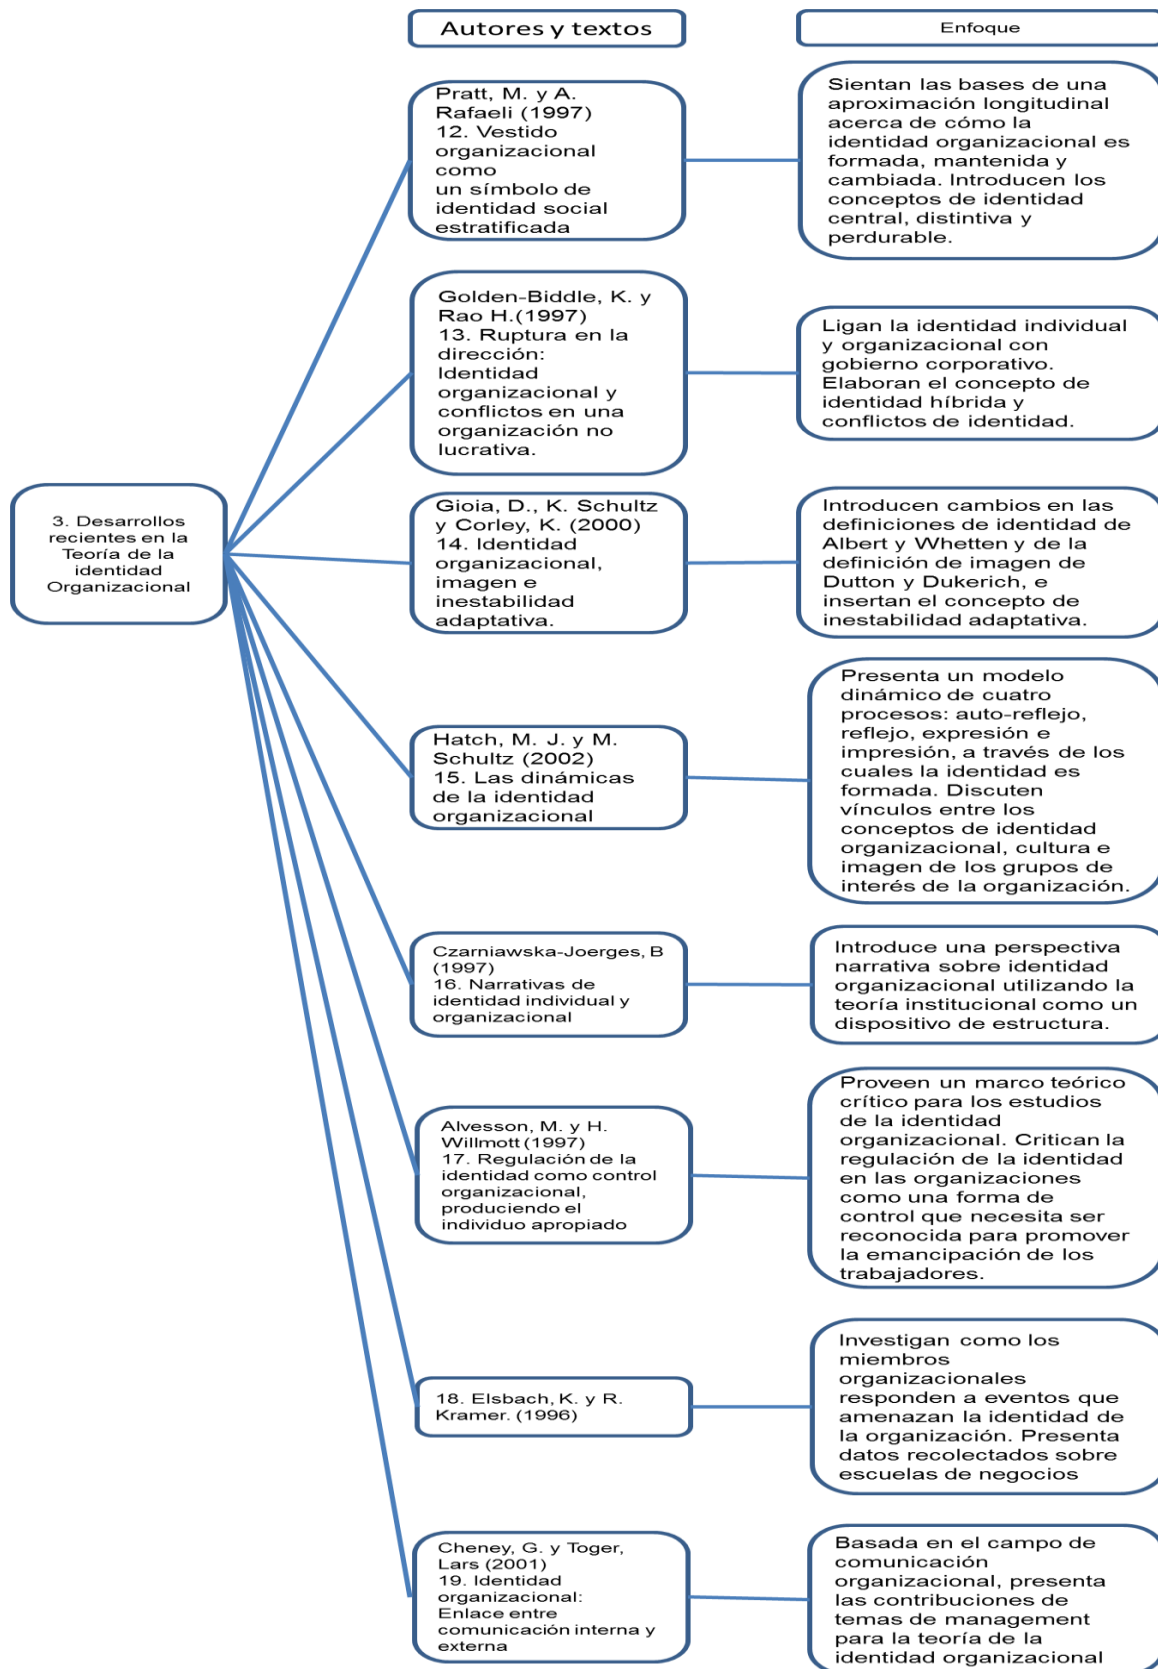 Autores y textos
Enfoque
3. Desarrollos
recientes en la
Teoría de la
identidad
Organizacional
Pratt, M. y A.
Rafaeli (1997)
12. Vestido
organizacional
como
un símbolo de
identidad social
estratificada
Sientan las bases de una
aproximación longitudinal
acerca de cómo la
identidad organizacional es
formada, mantenida y
cambiada. Introducen los
conceptos de identidad
central, distintiva y
perdurable.
Golden-Biddle, K. y
Rao H.(1997)
13. Ruptura en la
dirección:
Identidad
organizacional y
conflictos en una
organización no
lucrativa.
Ligan la identidad individual
y organizacional con
gobierno corporativo.
Elaboran el concepto de
identidad híbrida y
conflictos de identidad.
Gioia, D., K. Schultz
y Corley, K. (2000)
14. Identidad
organizacional,
imagen e
inestabilidad
adaptativa.
Introducen cambios en las
definiciones de identidad de
Albert y Whetten y de la
definición de imagen de
Dutton y Dukerich, e
insertan el concepto de
inestabilidad adaptativa.
Hatch, M. J. y M.
Schultz (2002)
15. Las dinámicas
de la identidad
organizacional
Presenta un modelo
dinámico de cuatro
procesos: auto-reflejo,
reflejo, expresión e
impresión, a través de los
cuales la identidad es
formada. Discuten
vínculos entre los
conceptos de identidad
organizacional, cultura e
imagen de los grupos de
interés de la organización.
Czarniawska-Joerges, B
(1997)
16. Narrativas de
identidad individual y
organizacional
Introduce una perspectiva
narrativa sobre identidad
organizacional utilizando la
teoría institucional como un
dispositivo de estructura.
Alvesson, M. y H.
Willmott (1997)
17. Regulación de la
identidad como control
organizacional,
produciendo el
individuo apropiado
Proveen un marco teórico
crítico para los estudios
de la identidad
organizacional. Critican la
regulación de la identidad
en las organizaciones
como una forma de
control que necesita ser
reconocida para promover
la emancipación de los
trabajadores.
18. Elsbach, K. y R.
Kramer. (1996)
Investigan como los
miembros
organizacionales
responden a eventos que
amenazan la identidad de
la organización. Presenta
datos recolectados sobre
escuelas de negocios
Cheney, G. y Toger,
Lars (2001)
19. Identidad
organizacional:
Enlace entre
comunicación interna y
externa
Basada en el campo de
comunicación
organizacional, presenta
las contribuciones de
temas de management
para la teoría de la
identidad organizacional